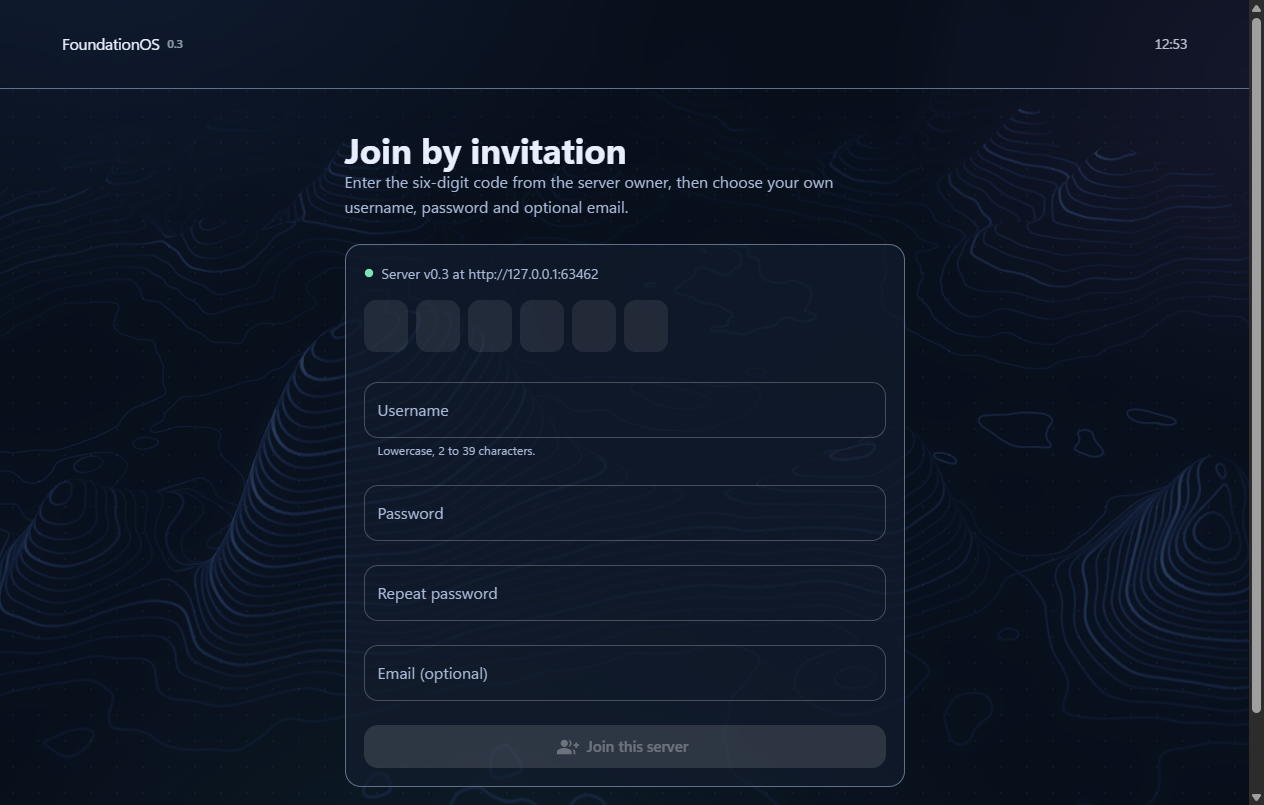 FoundationOS 0.3
12:53
Join by invitation
Enter the six-digit code from the server owner, then choose your own
username, password and optional email.
Server v0.3 at http://127.0.0.1:63462
Username
Lowercase, 2 to 39 characters.
Password
Repeat password
Email (optional)
Join this server